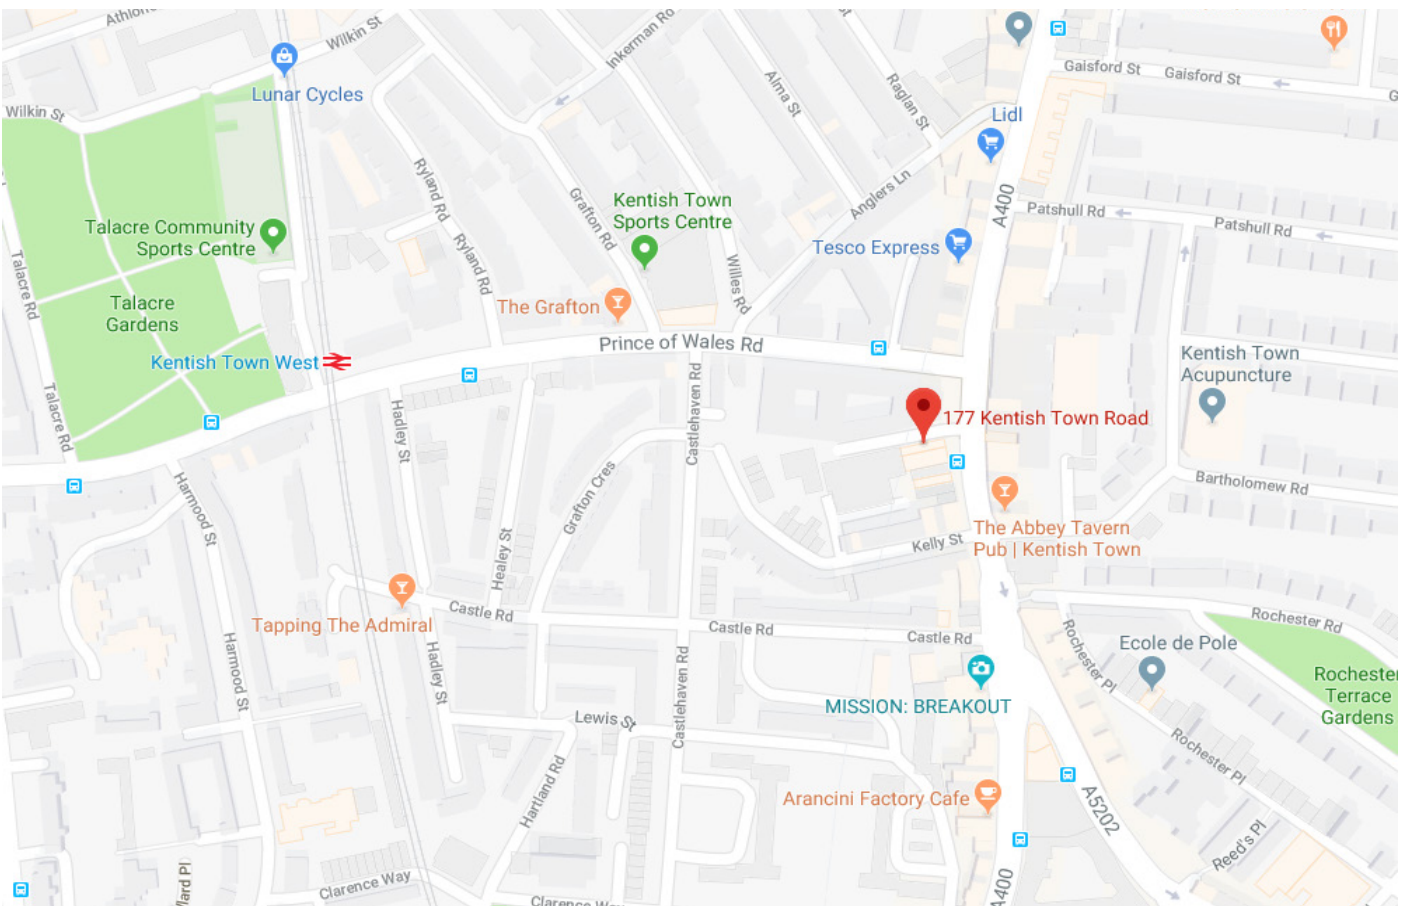 Wilkin St
Inkerman Ro
Lunar Cycles
Wilkin St
Alma St
Raglan St
Gaisford St
Gaisford St
Lidl
Ryland Rd
Grafton Rd
Kentish Town
Sports Centre
Anglers Ln
A400
Patshull Rd
Patshull Rd
Talacre Community
Sports Centre
Talacre Rd
Ryland Rd
Tesco Express
Willes Rd
Talacre
Gardens
The Grafton
Prince of Wales Rd
Kentish Town West
Kentish Town
Acupuncture
Talacre Rd
Hadley St
Castlehaven Rd
177 Kentish Town Road
Harmood St
Grafton Cres
Bartholomew Rd
The Abbey Tavern
Pub | Kentish Town
Kelly St
Healey St
Castle Rd
Tapping The Admiral
Castle Rd
Castle Rd
Rochester Rd
Rochester Pl
Ecole de Pole
Harmood St
Hadley St
Castlehaven Rd
MISSION: BREAKOUT
Rochester
Terrace
Gardens
Lewis St
Rochester Pl
Hartland Rd
Arancini Factory Cafe
A5202
Reed's Pl
llard Pl
Clarence Way
A400
Clarence Wa